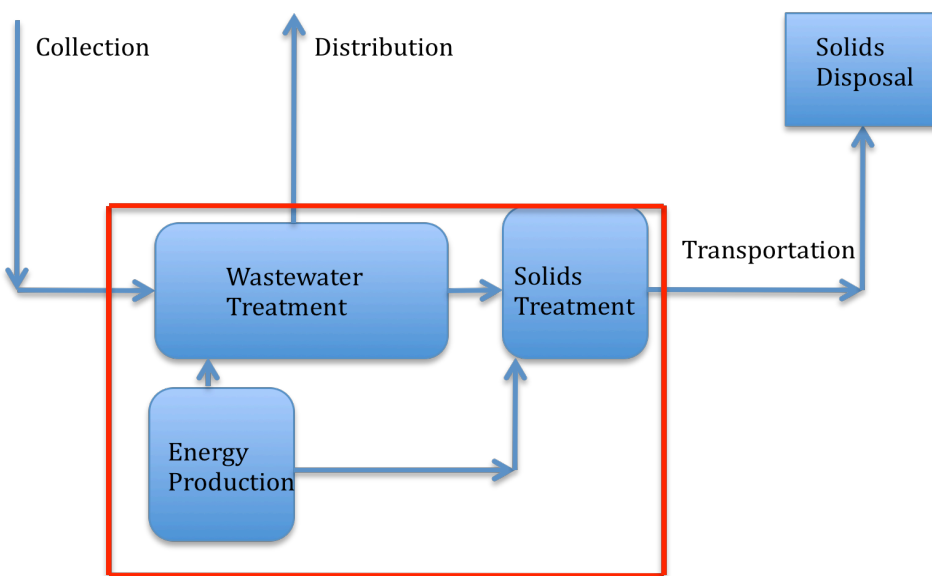 Collection
Distribution
Solids
Disposal
Wastewater
Treatment
Solids
Treatment
Transportation
Energy
Production